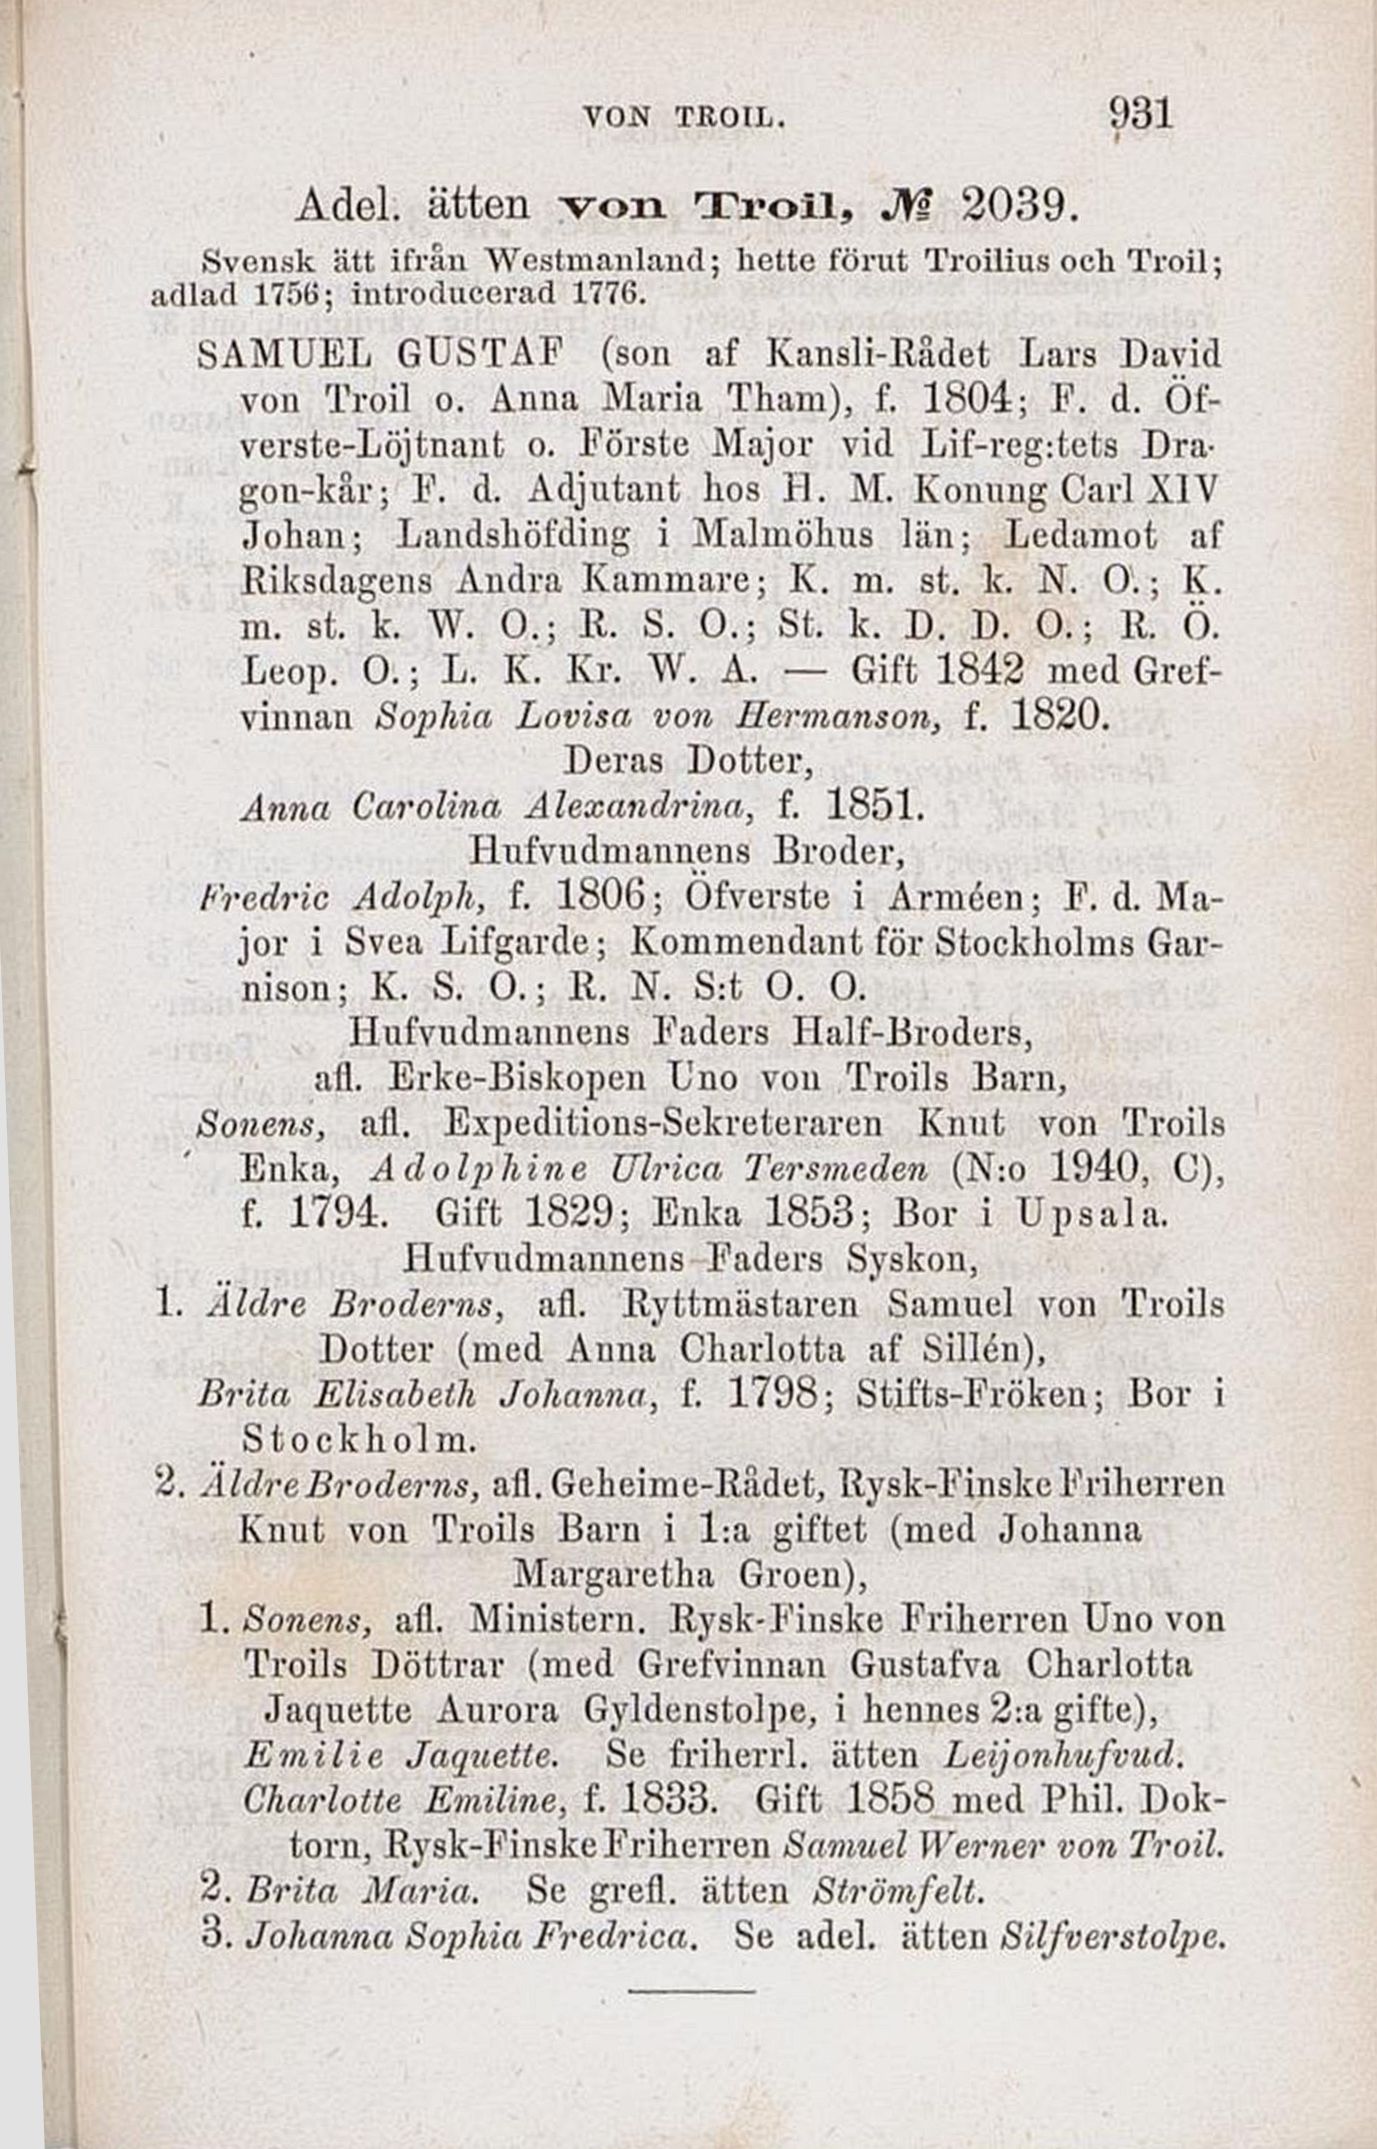 VON TROIL. 931
Adel. ätten von Troil, № 2039.
Svensk ätt ifrån Westmanland; hette förut Troilius och Troil;
adlad 1756; introducerad 1776.
SAMUEL GUSTAF (son af Kansli-Rådet Lars David
von Troil o. Anna Maria Tham), f. 1804; F. d. Öf-
verste-Löjtnant o. Förste Major vid Lif-reg:tets Dra-
gon-kår; F. d. Adjutant hos H. M. Konung Carl XIV
Johan; Landshöfding i Malmöhus län; Ledamot af
Riksdagens Andra Kammare; K. m. st. k. N. O.; K.
m. st. k. W. O.; R. S. O.; St. k. D. D. O.; R. Ö.
Leop. O.; L. K. Kr. W. A. — Gift 1842 med Gref-
vinnan Sophia Lovisa von Hermanson, f. 1820.
Deras Dotter,
Anna Carolina Alexandrina, f. 1851.
Hufvudmannens Broder,
Fredric Adolph, f. 1806; Öfverste i Arméen; F. d. Ma-
jor i Svea Lifgarde; Kommendant för Stockholms Gar-
nison; K. S. O.; R. N. S:t O. O.
Hufvudmannens Faders Half-Broders,
afl. Erke-Biskopen Uno von Troils Barn,
Sonens, afl. Expeditions-Sekreteraren Knut von Troils
Enka, Adolphine Ulrica Tersmeden (N:o 1940, C),
f. 1794. Gift 1829; Enka 1853; Bor i Upsala.
Hufvudmannens Faders Syskon,
1. Äldre Broderns, afl. Ryttmästaren Samuel von Troils
Dotter (med Anna Charlotta af Sillén),
Brita Elisabeth Johanna, f. 1798; Stifts-Fröken; Bor i
Stockholm.
2. Äldre Broderns, afl. Geheime-Rådet, Rysk-Finske Friherren
Knut von Troils Barn i 1:a giftet (med Johanna
Margaretha Groen),
1. Sonens, afl. Ministern. Rysk-Finske Friherren Uno von
Troils Döttrar (med Grefvinnan Gustafva Charlotta
Jaquette Aurora Gyldenstolpe, i hennes 2:a gifte),
Emilie Jaquette. Se friherrl. ätten Leijonhufvud.
Charlotte Emiline, f. 1833. Gift 1858 med Phil. Dok-
torn, Rysk-Finske Friherren Samuel Werner von Troil.
2. Brita Maria. Se grefl. ätten Strömfelt.
3. Johanna Sophia Fredrica. Se adel. ätten Silfverstolpe.